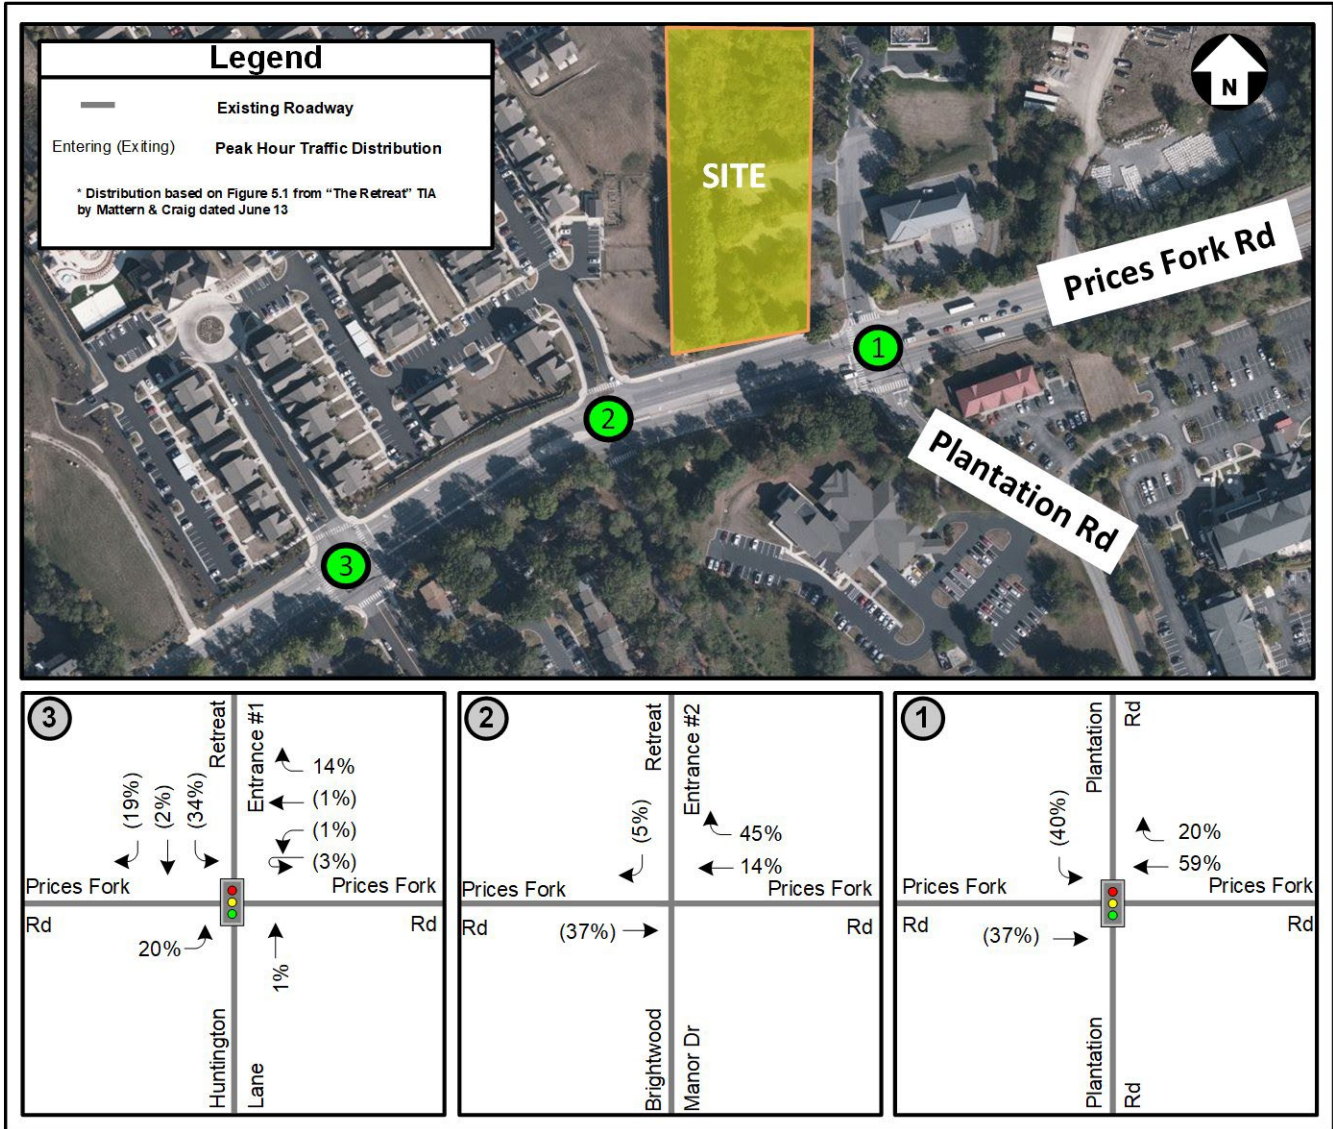 Legend
Existing Roadway
Entering (Exiting) Peak Hour Traffic Distribution
* Distribution based on Figure 5.1 from “The Retreat” TIA
by Mattern & Craig dated June 13
SITE
N
Prices Fork Rd
Plantation Rd
1
2
3
3
Retreat
Entrance #1
(19%)
(2%)
(34%)
14%
(1%)
(1%)
(3%)
Prices Fork
Rd
Prices Fork
Rd
20%
1%
Huntington
Lane
2
Retreat
Entrance #2
(5%)
45%
14%
Prices Fork
Rd
Prices Fork
Rd
(37%)
Brightwood
Manor Dr
1
Plantation
Rd
(40%)
20%
59%
Prices Fork
Rd
Prices Fork
Rd
(37%)
Plantation
Rd